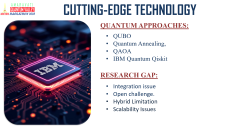 CUTTING-EDGE TECHNOLOGY
QUANTUM APPROACHES:
• QUBO
• Quantum Annealing,
• QAOA
• IBM Quantum Qiskit
IBM
RESEARCH GAP:
• Integration issue
• Open challenge.
• Hybrid Limitation
• Scalability Issues